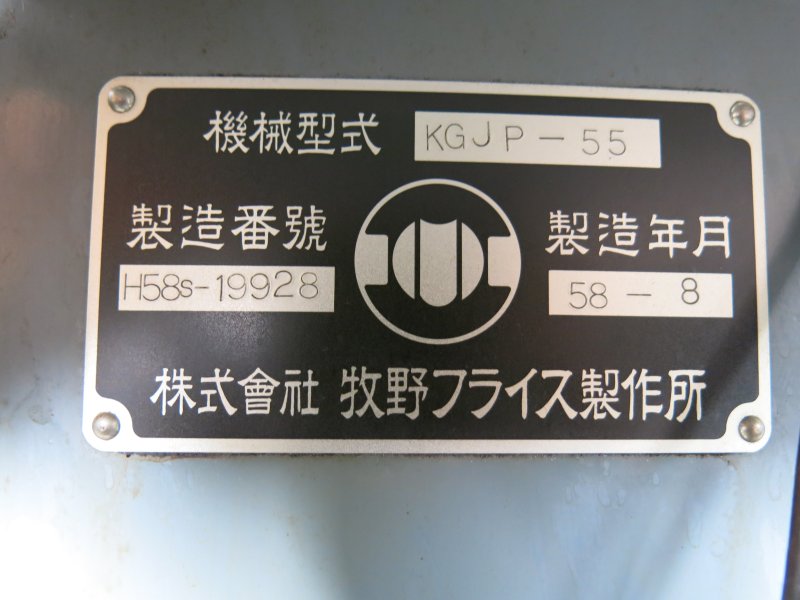 機械型式 KGJP-55
製造番號 製造年月
H58s-19928 58-8
株式會社 牧野フライス製作所